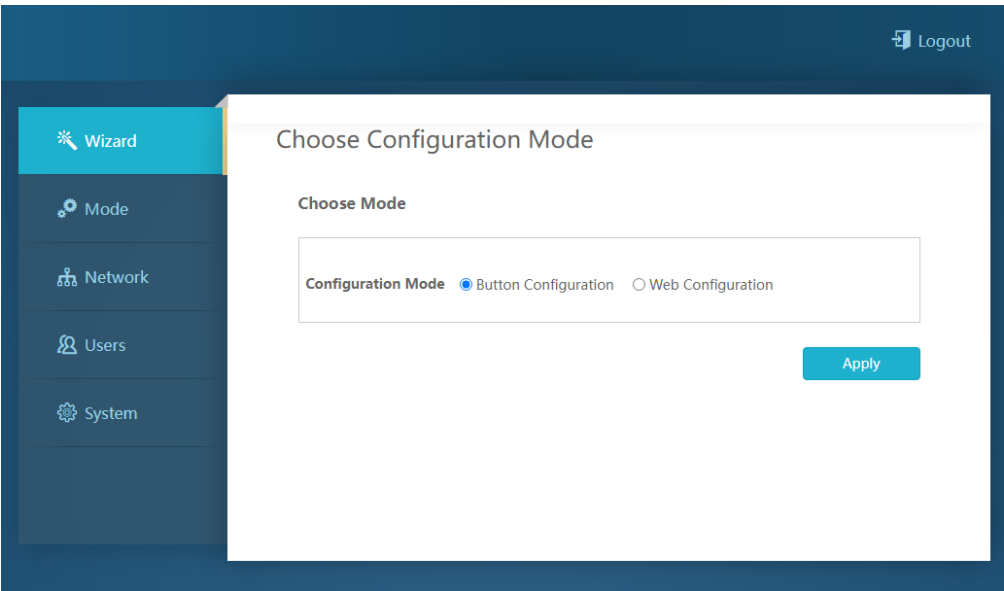 Logout
Wizard
Mode
Network
Users
System
Choose Configuration Mode
Choose Mode
Configuration Mode Button Configuration Web Configuration
Apply